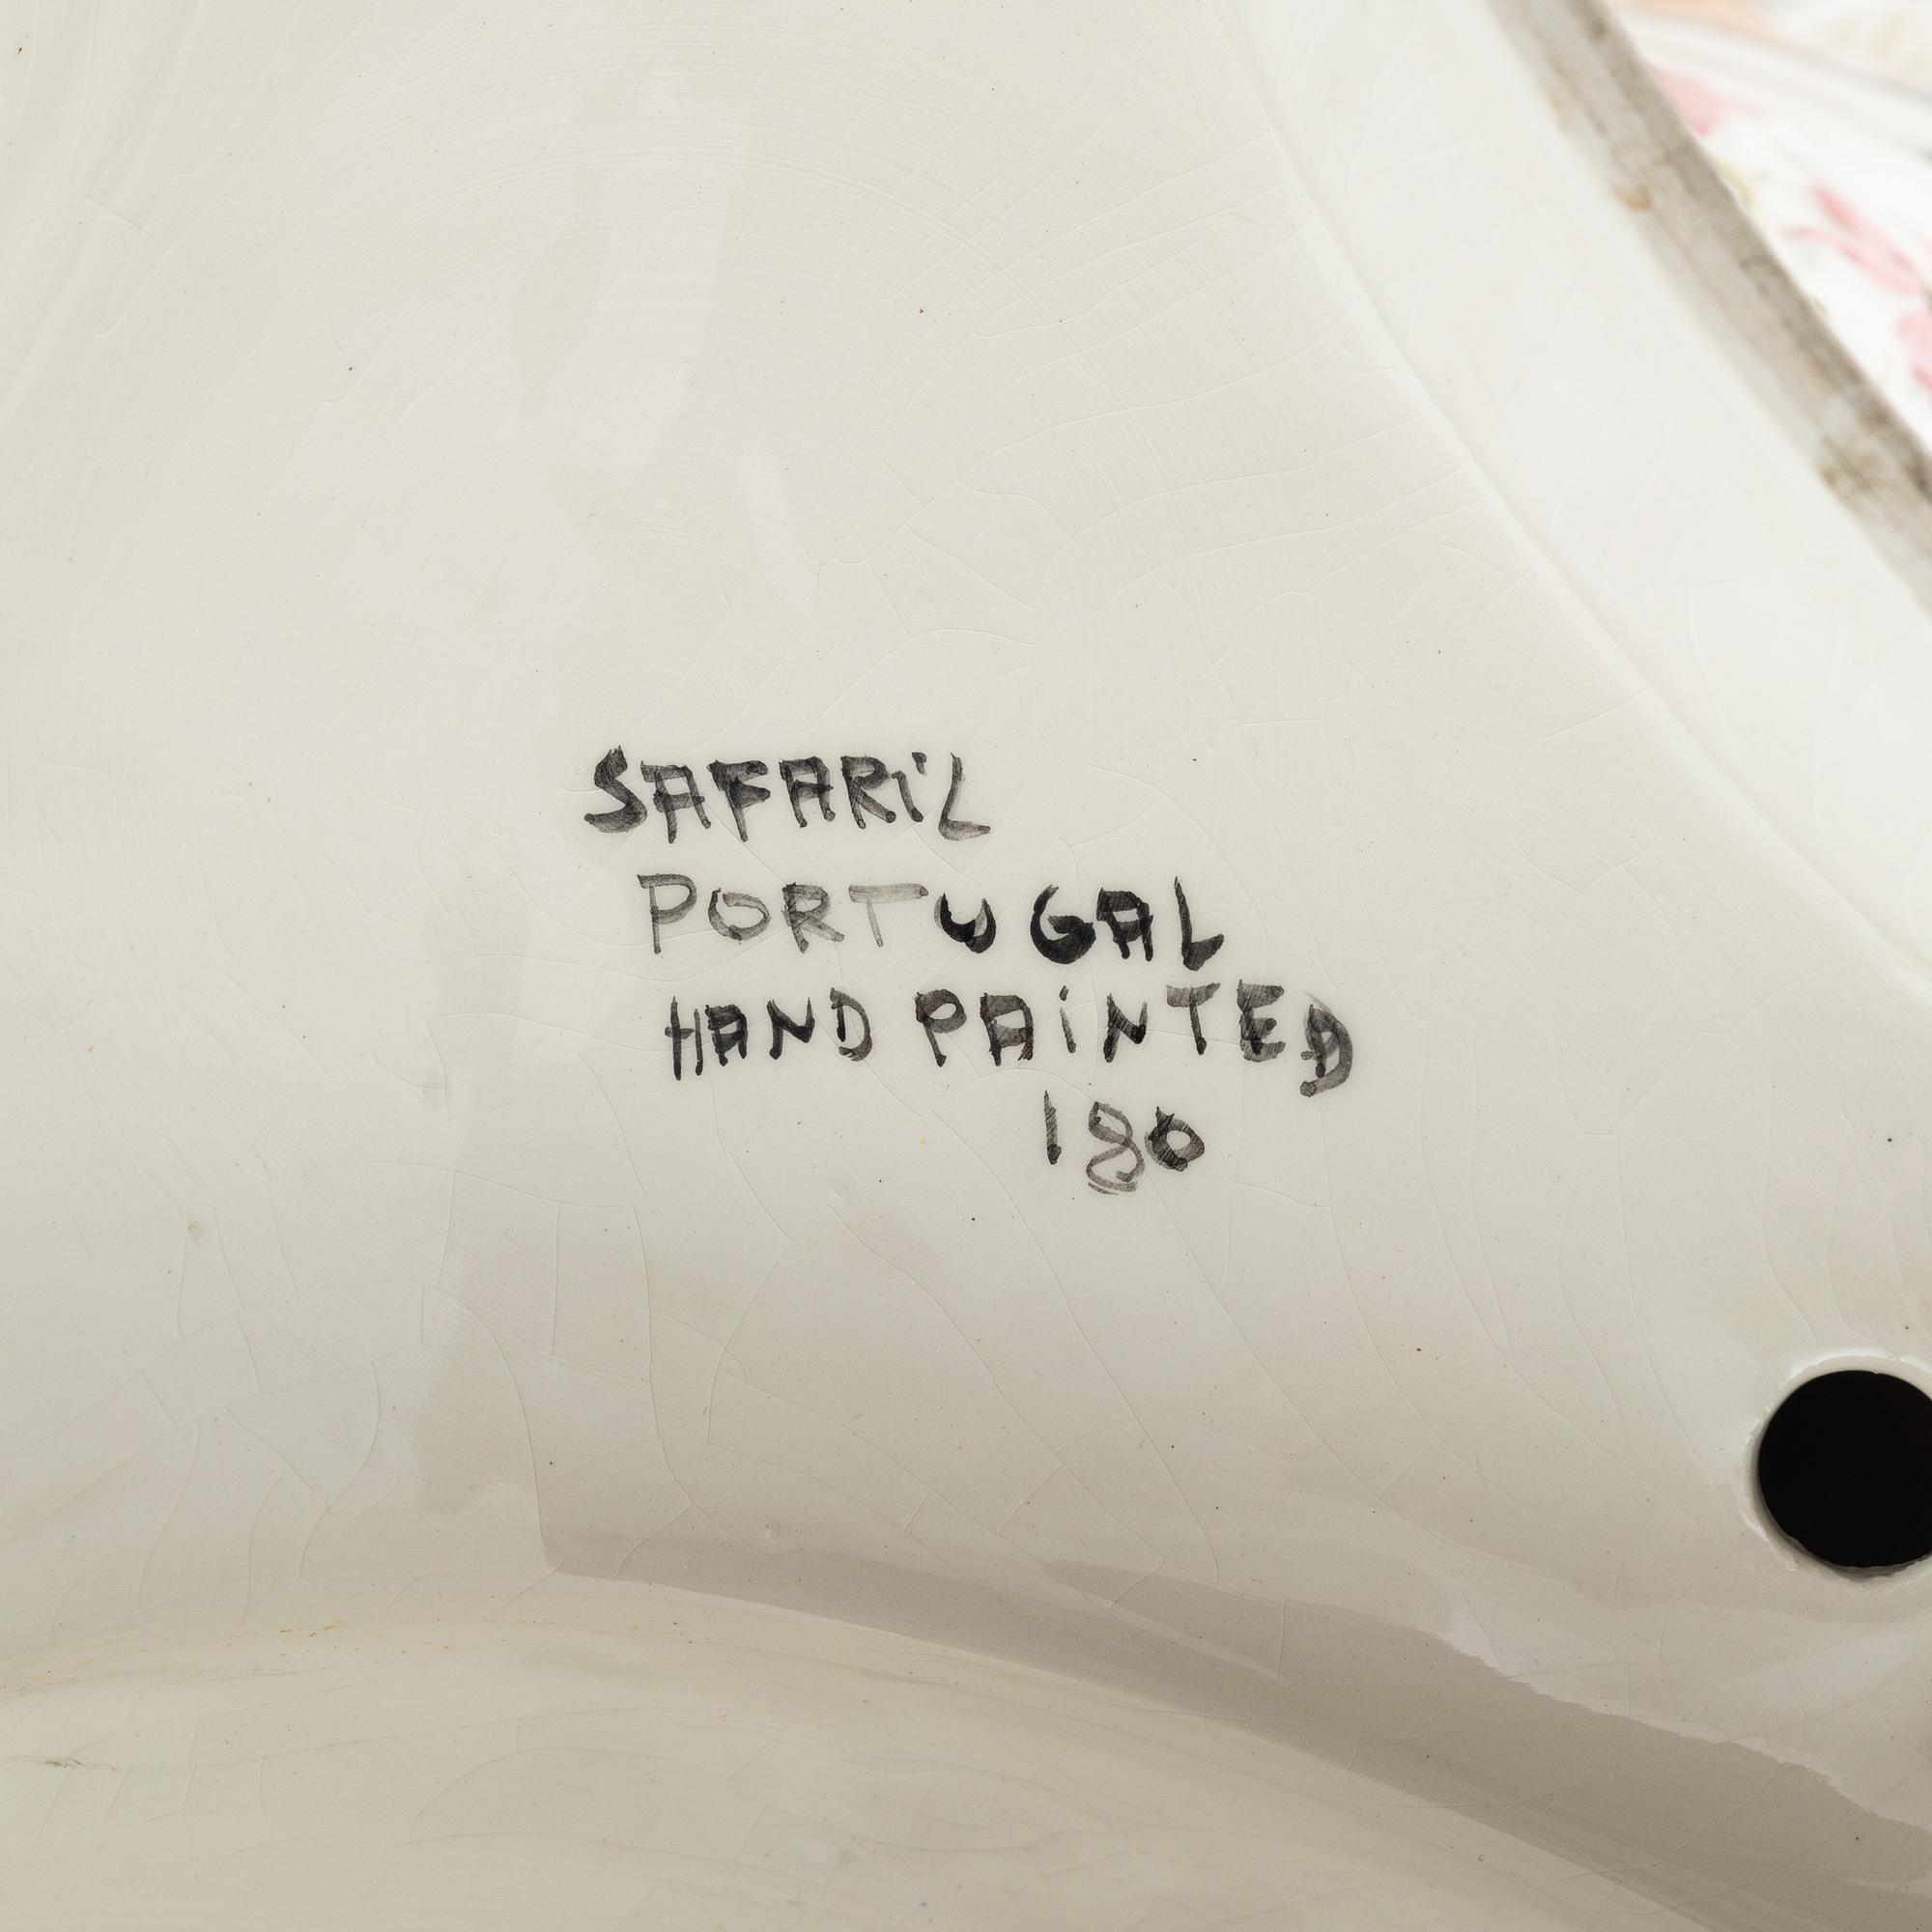 SAFARiL
PORTUGAL
HAND PAiNTED
180